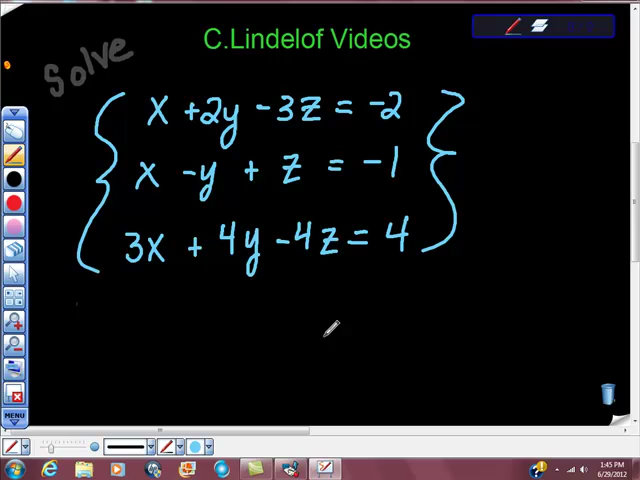 C.Lindelof Videos
Solve
x + 2y - 3z = -2
x - y + z = -1
3x + 4y - 4z = 4
MENU
1:45 PM
6/29/2012